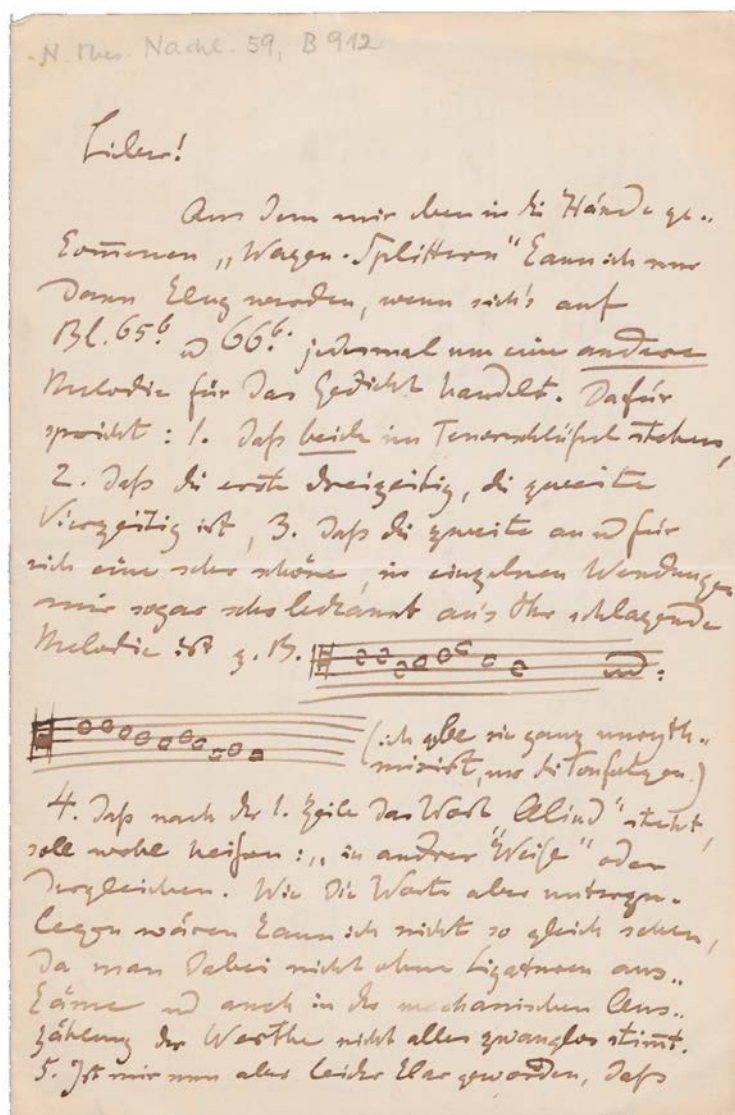 N. Mus. Nachl. 59, B 912
Lieber!
Aus dem mir eben in die Hände ge„
kom̅enen „Wagen-Splittern“ kann ich nur
dann klug werden, wenn sich's auf
Bl. 65b. u 66b. jedesmal um eine andere
Melodie für das Gedicht handelt. Dafür
spricht: 1. daß beide im Tenorschlüßel stehen,
2. daß die erste dreizeitig, die zweite
Vierzeitig ist, 3. daß die zweite an und für
sich eine sehr schöne, in einzelnen Wendungen
mir sogar sehr bekannt an's Ohr schlagende
Melodie ist z. B. und:
(ich gebe sie ganz unryth„
misirt, nur die Tonfolgen.)
4. Daß nach der 1. Zeile das Wort Aliud“ steht,
soll wohl heißen: „in andrer Weise“ oder
dergleichen. Wie die Worte aber unterzu-
legen wären kann ich nicht so gleich sehen,
da man dabei nicht ohne Ligaturen aus„
käme und auch in der mechanischen Aus„
zählung der Werthe nicht alles zwanglos stim̅t.
5. Ist mir nun aber leider klar geworden, daß